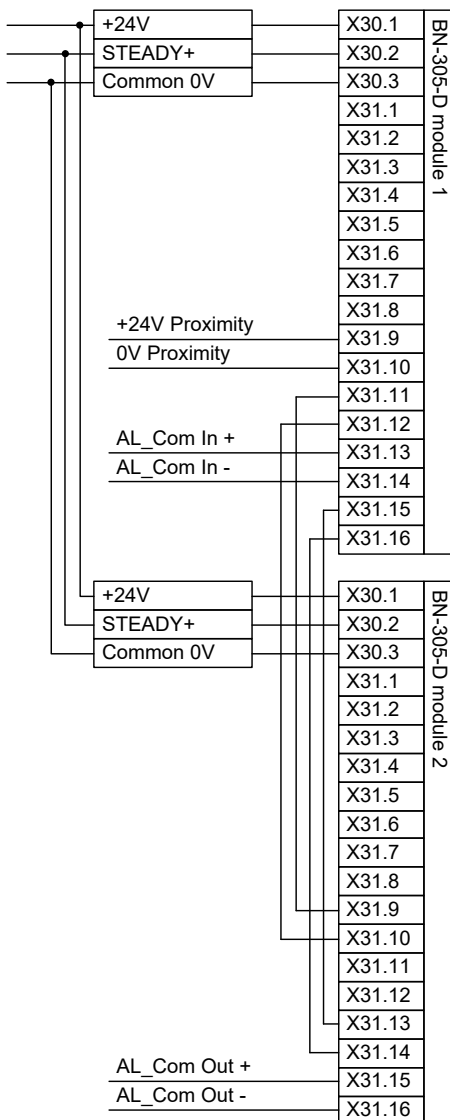 +24V X30.1
STEADY+ X30.2
Common 0V X30.3
X31.1
X31.2
X31.3
X31.4
X31.5
X31.6
X31.7
X31.8
+24V Proximity X31.9
0V Proximity X31.10
X31.11
X31.12
AL_Com In + X31.13
AL_Com In - X31.14
X31.15
X31.16
BN-305-D module 1
+24V X30.1
STEADY+ X30.2
Common 0V X30.3
X31.1
X31.2
X31.3
X31.4
X31.5
X31.6
X31.7
X31.8
X31.9
X31.10
X31.11
X31.12
X31.13
X31.14
AL_Com Out + X31.15
AL_Com Out - X31.16
BN-305-D module 2